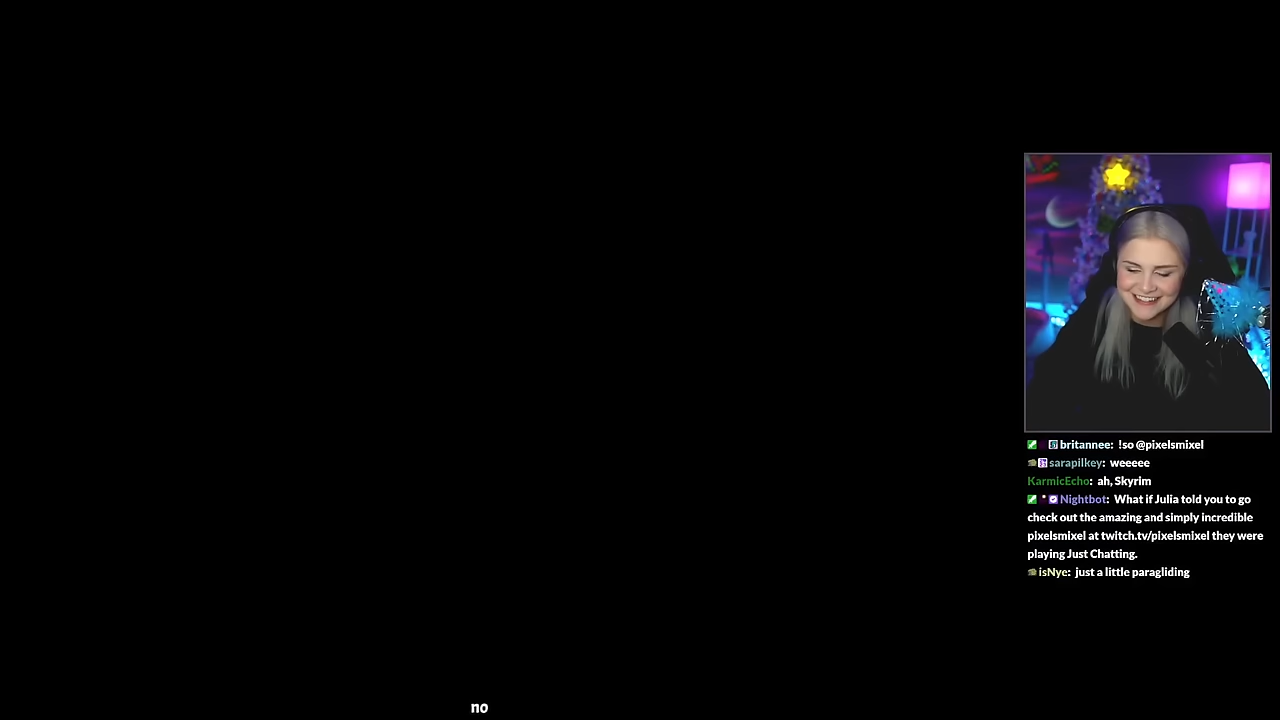 britannee: !so @pixelsmixel
sarapilkey: weeeee
KarmicEcho: ah, Skyrim
Nightbot: What if Julia told you to go
check out the amazing and simply incredible
pixelsmixel at twitch.tv/pixelsmixel they were
playing Just Chatting.
isNye: just a little paragliding
no